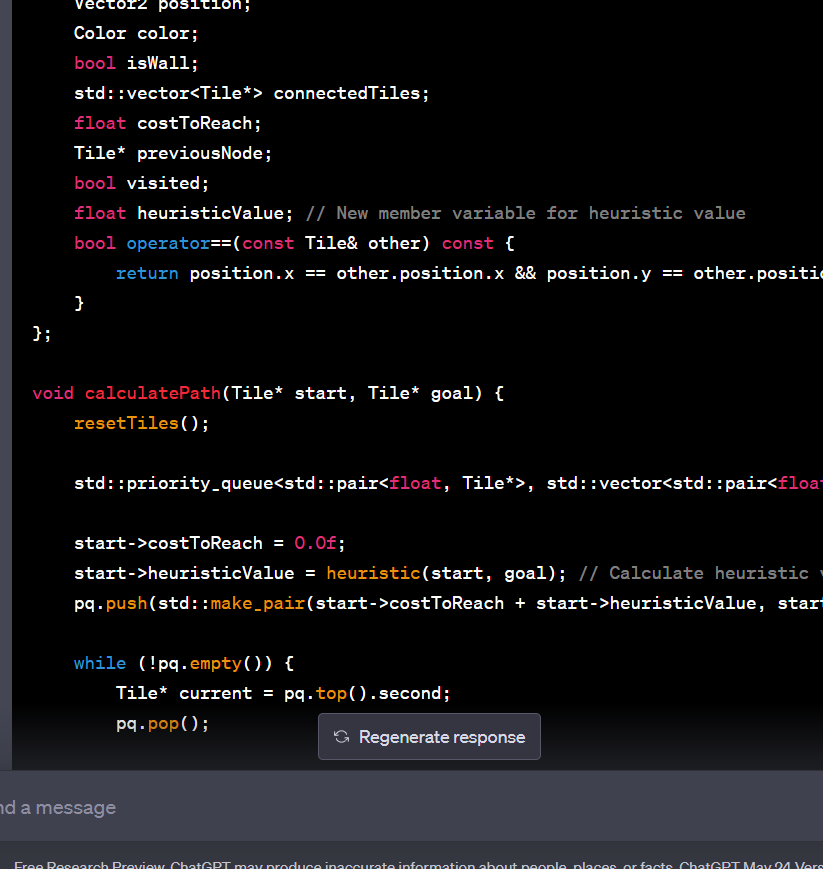 Vector2 position;
Color color;
bool isWall;
std::vector<Tile*> connectedTiles;
float costToReach;
Tile* previousNode;
bool visited;
float heuristicValue; // New member variable for heuristic value
bool operator==(const Tile& other) const {
return position.x == other.position.x && position.y == other.positio
}
};
void calculatePath(Tile* start, Tile* goal) {
resetTiles();
std::priority_queue<std::pair<float, Tile*>, std::vector<std::pair<floa
start->costToReach = 0.0f;
start->heuristicValue = heuristic(start, goal); // Calculate heuristic
pq.push(std::make_pair(start->costToReach + start->heuristicValue, start
while (!pq.empty()) {
Tile* current = pq.top().second;
pq.pop();
Regenerate response
nd a message
Free Research Preview. ChatGPT may produce inaccurate information about people, places, or facts. ChatGPT May 24 Vers